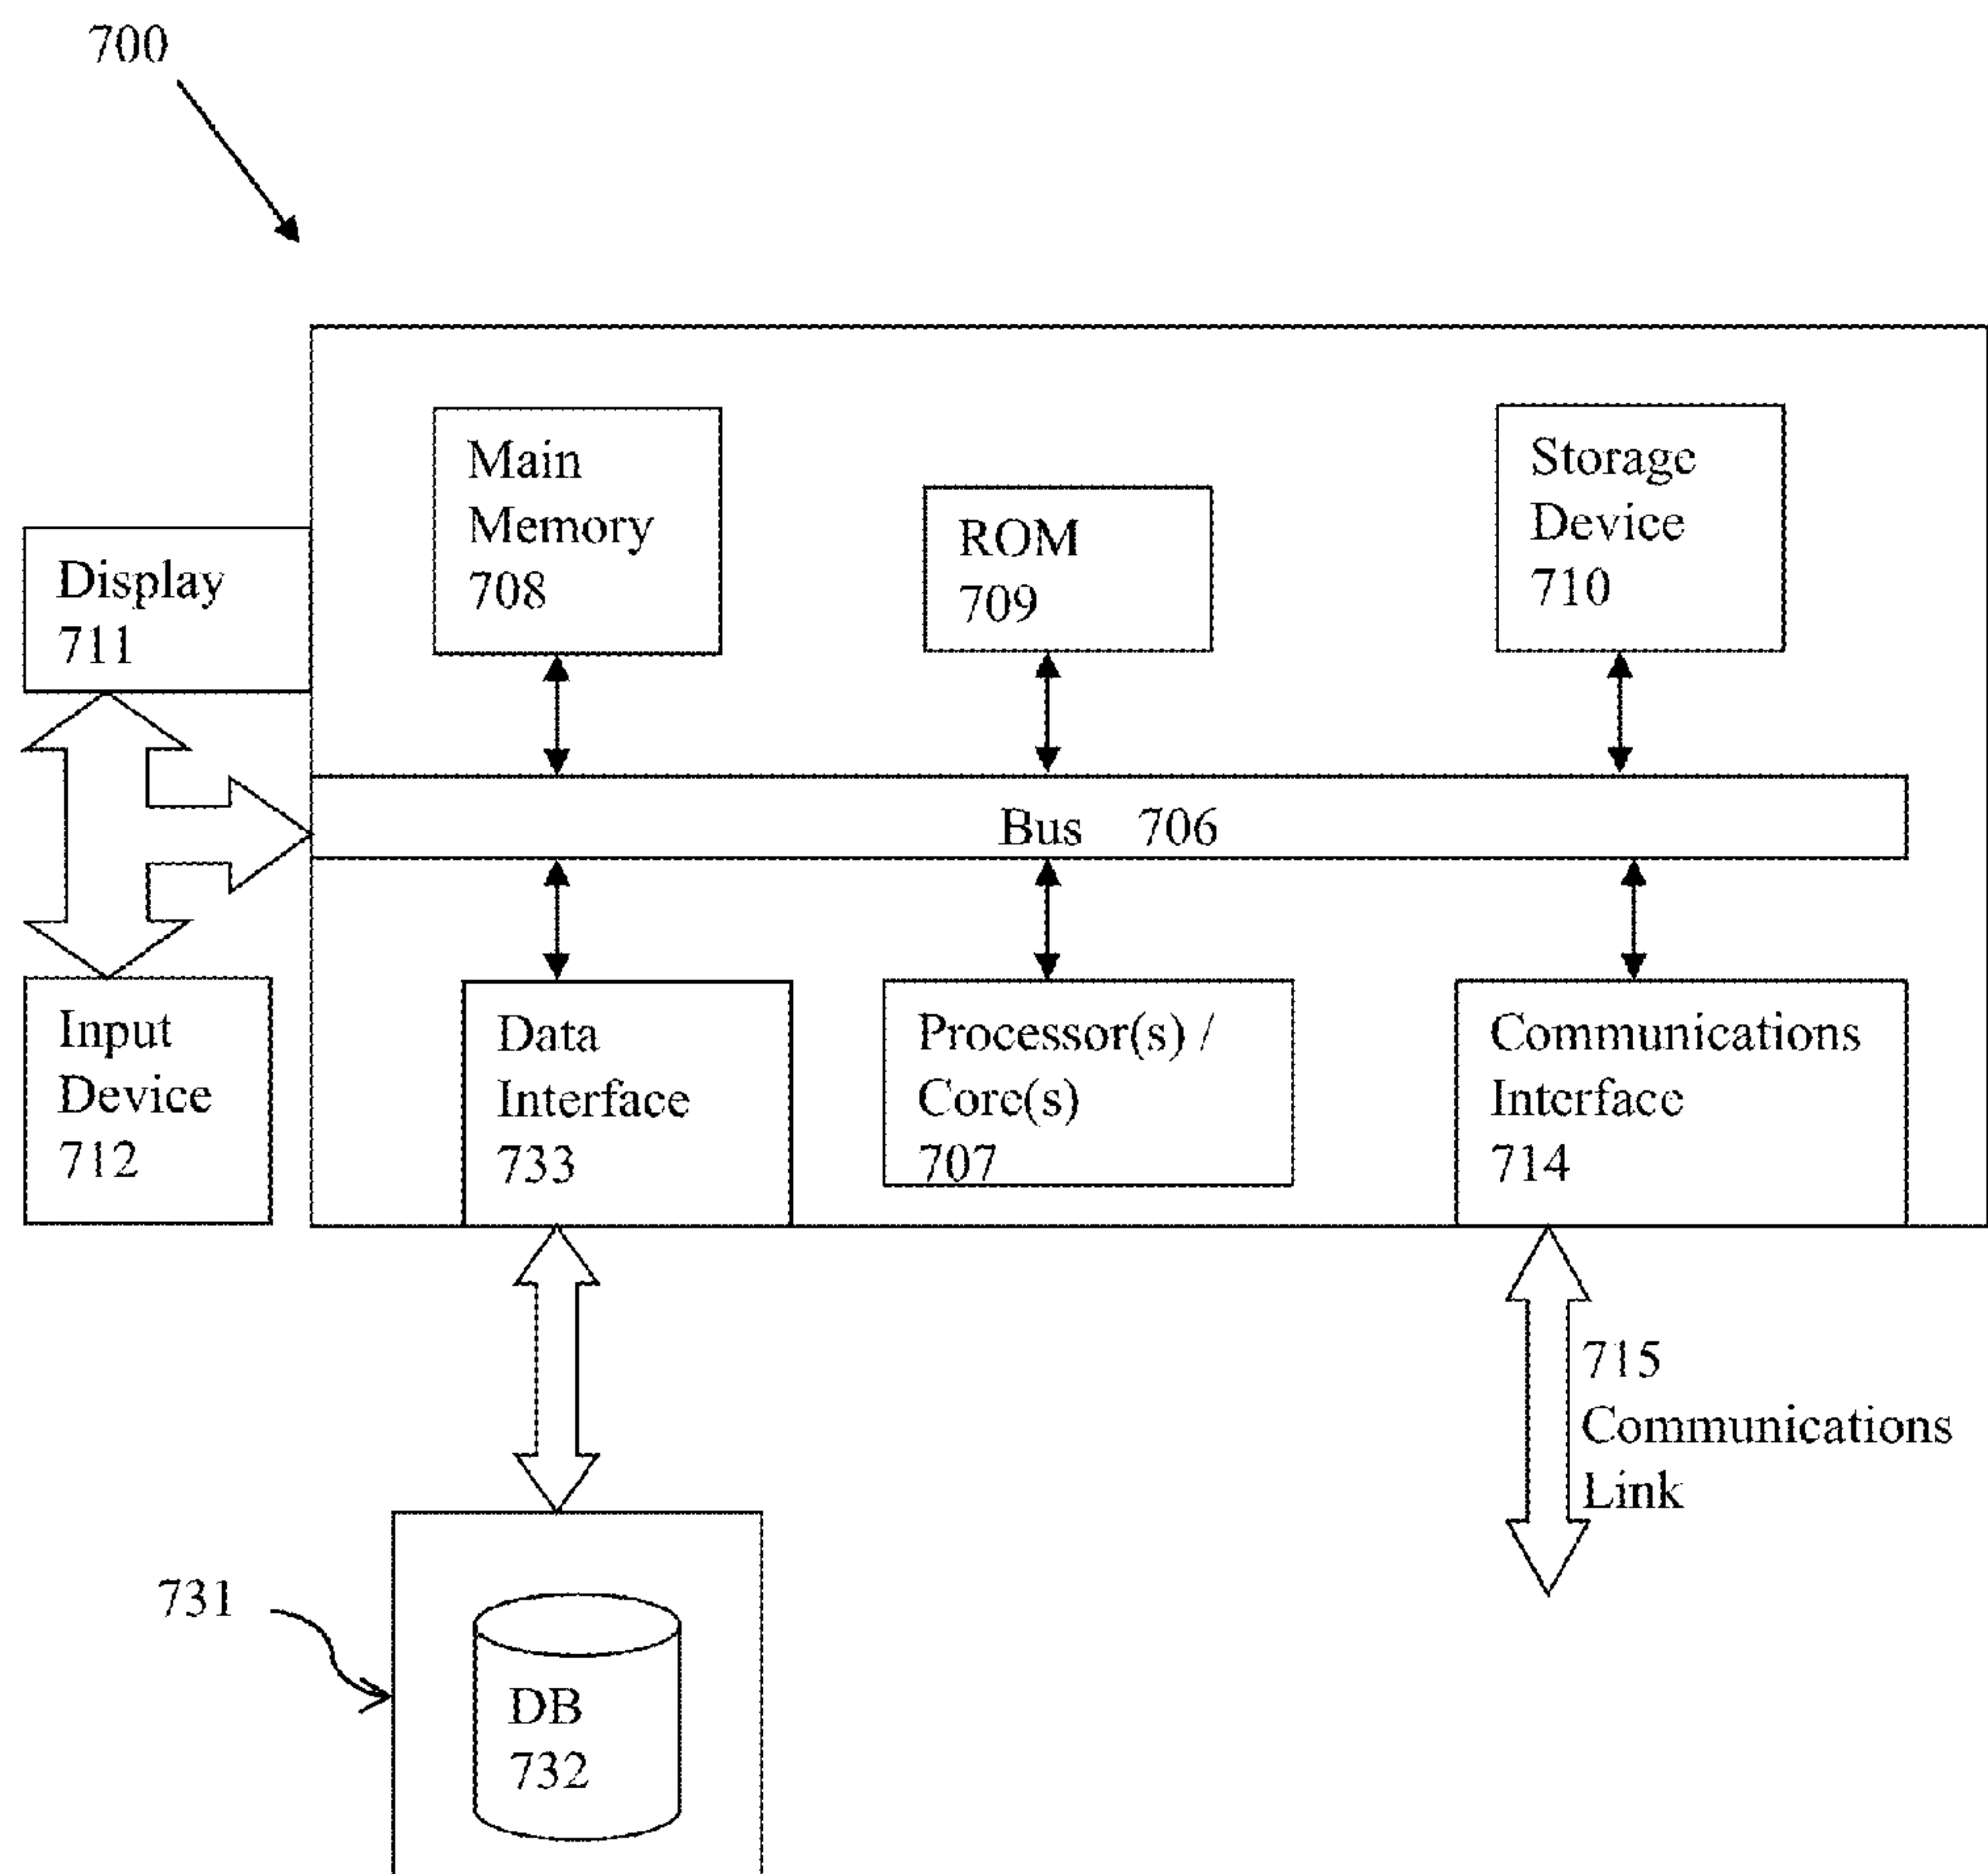 700
Main
Memory
708
ROM
709
Storage
Device
710
Display
711
Bus 706
Input
Device
712
Data
Interface
733
Processor(s) /
Core(s)
707
Communications
Interface
714
715
Communications
Link
731
DB
732